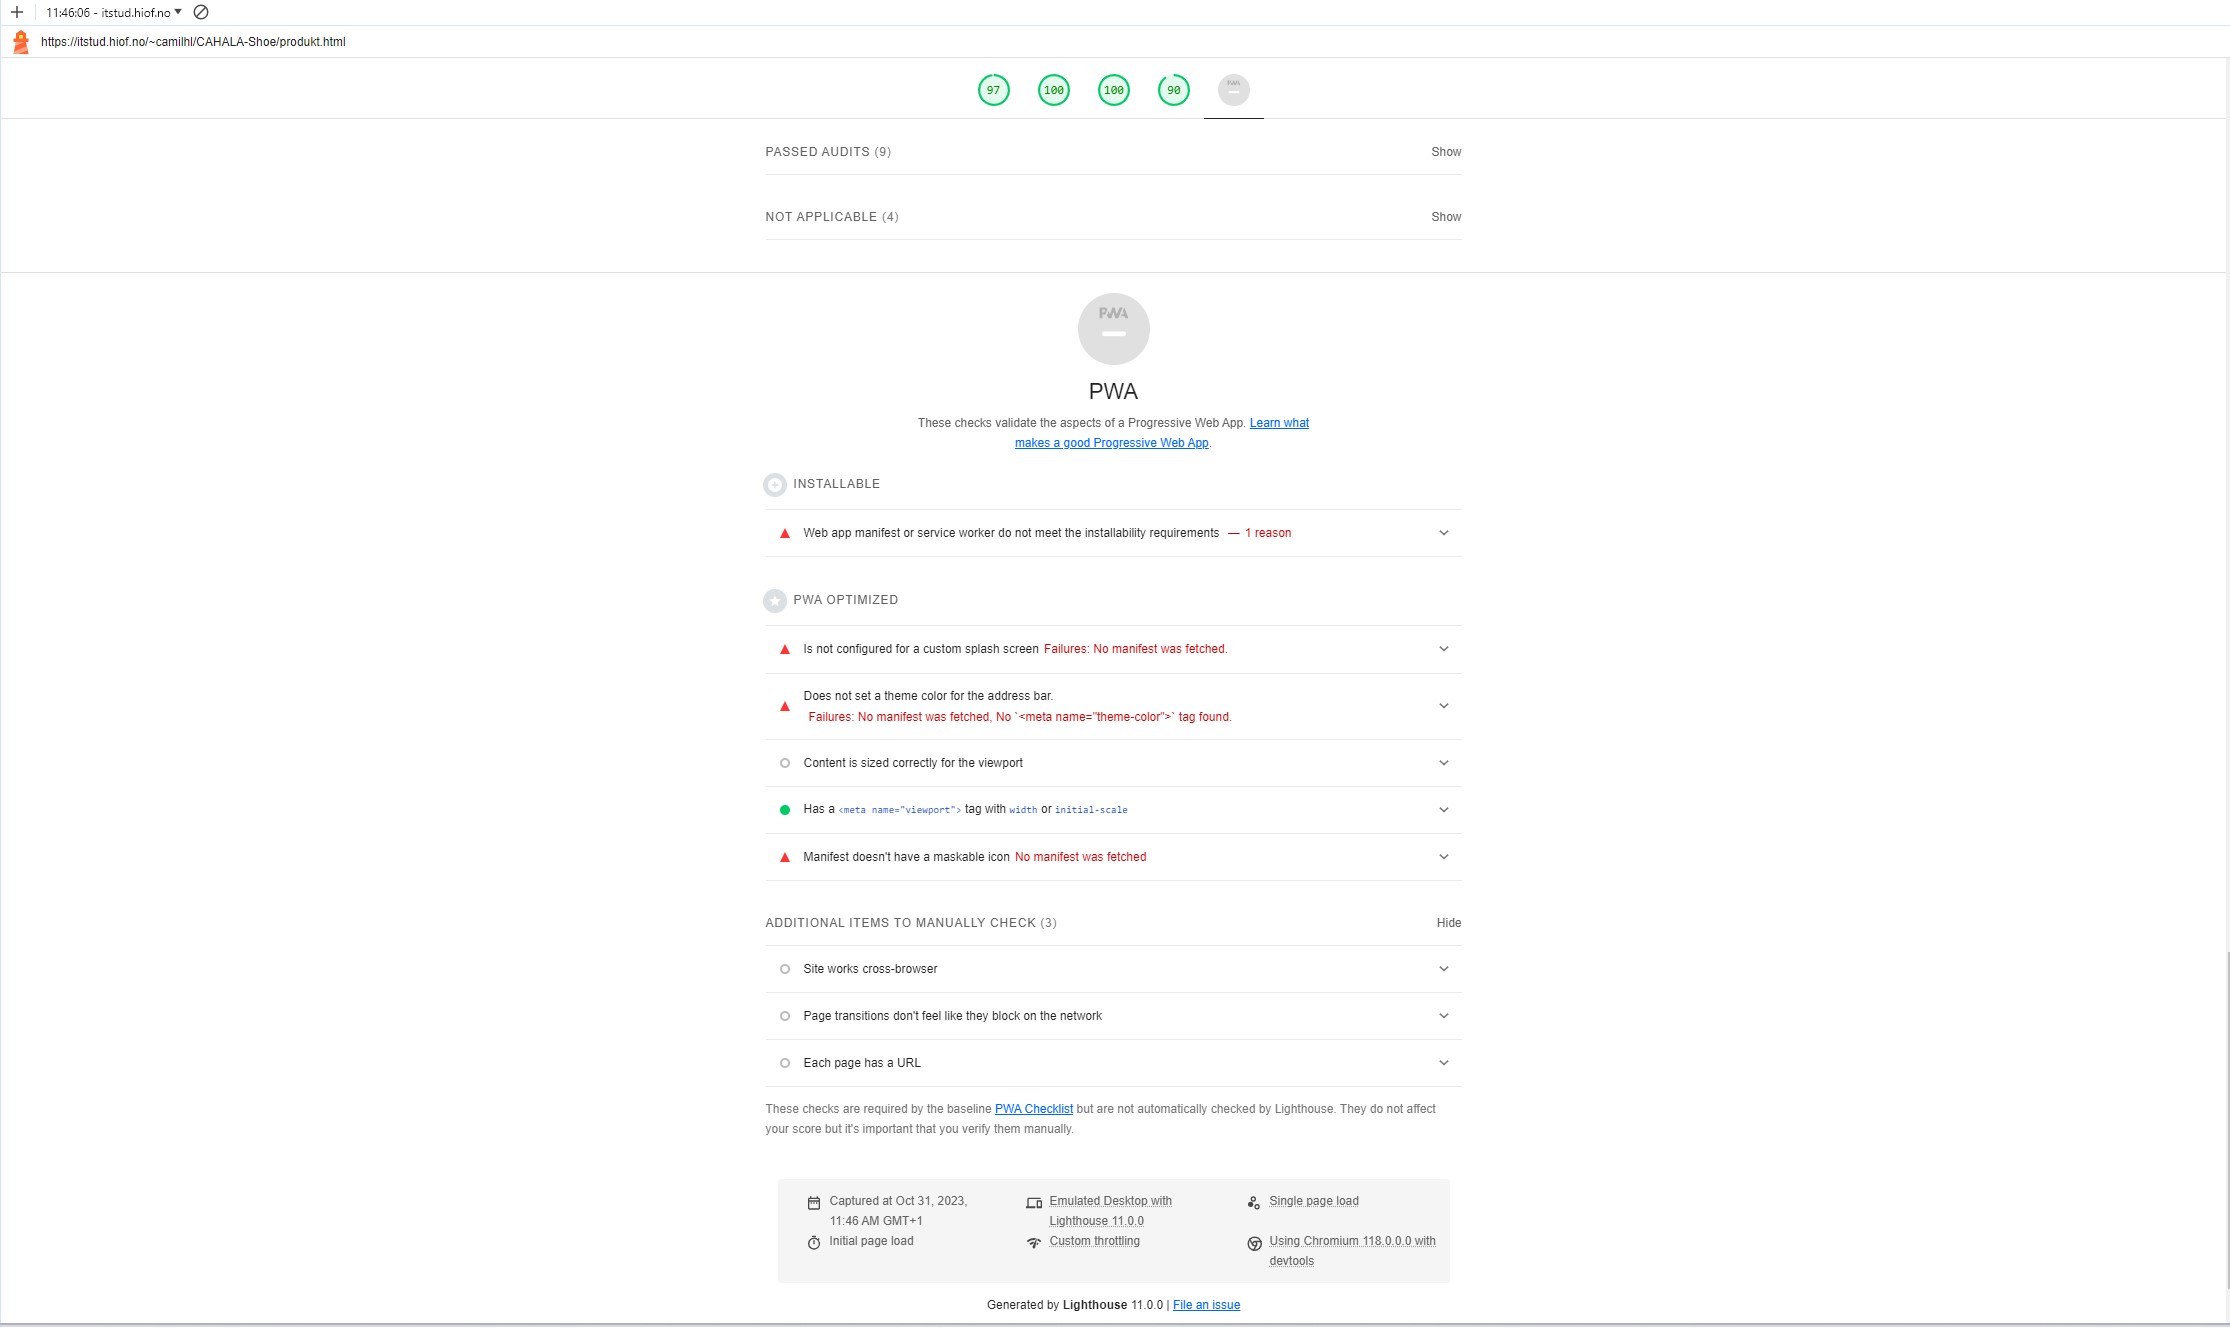 11:46:06 - itstud.hiof.no
https://itstud.hiof.no/~camilhl/CAHALA-Shoe/produkt.html
97 100 100 90 PWA
PASSED AUDITS (9) Show
NOT APPLICABLE (4) Show
PWA
PWA
These checks validate the aspects of a Progressive Web App. Learn what
makes a good Progressive Web App.
INSTALLABLE
Web app manifest or service worker do not meet the installability requirements — 1 reason
PWA OPTIMIZED
Is not configured for a custom splash screen Failures: No manifest was fetched.
Does not set a theme color for the address bar.
Failures: No manifest was fetched, No `<meta name="theme-color">` tag found.
Content is sized correctly for the viewport
Has a <meta name="viewport"> tag with width or initial-scale
Manifest doesn't have a maskable icon No manifest was fetched
ADDITIONAL ITEMS TO MANUALLY CHECK (3) Hide
Site works cross-browser
Page transitions don't feel like they block on the network
Each page has a URL
These checks are required by the baseline PWA Checklist but are not automatically checked by Lighthouse. They do not affect
your score but it's important that you verify them manually.
Captured at Oct 31, 2023,
11:46 AM GMT+1
Emulated Desktop with
Lighthouse 11.0.0
Single page load
Initial page load
Custom throttling
Using Chromium 118.0.0.0 with
devtools
Generated by Lighthouse 11.0.0 | File an issue